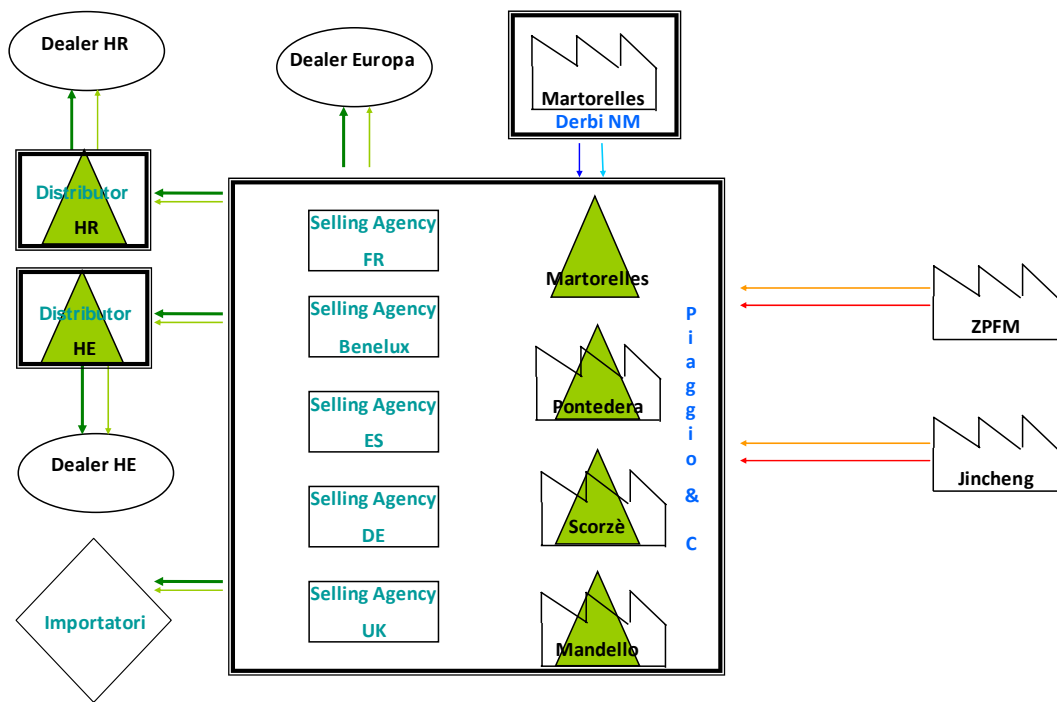 Dealer HR
Dealer Europa
Martorelles
Derbi NM
Distributor
HR
Distributor
HE
Dealer HE
Importatori
Selling Agency
FR
Selling Agency
Benelux
Selling Agency
ES
Selling Agency
DE
Selling Agency
UK
Martorelles
Pontedera
Scorzè
Mandello
P
i
a
g
g
i
o
&
C
ZPFM
Jincheng